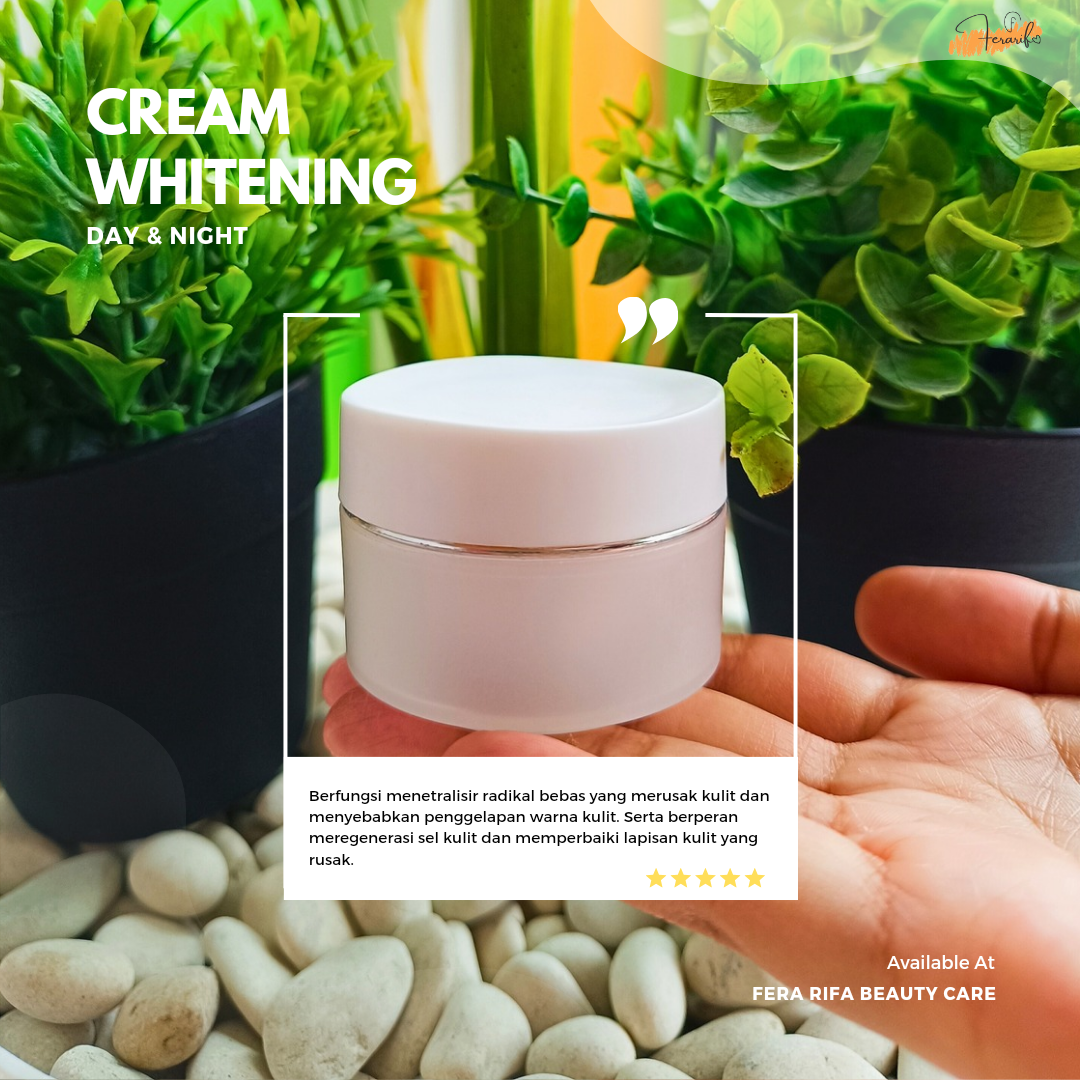 Ferarifa
CREAM
WHITENING
DAY & NIGHT
Berfungsi menetralisir radikal bebas yang merusak kulit dan
menyebabkan penggelapan warna kulit. Serta berperan
meregenerasi sel kulit dan memperbaiki lapisan kulit yang
rusak.
Available At
FERA RIFA BEAUTY CARE